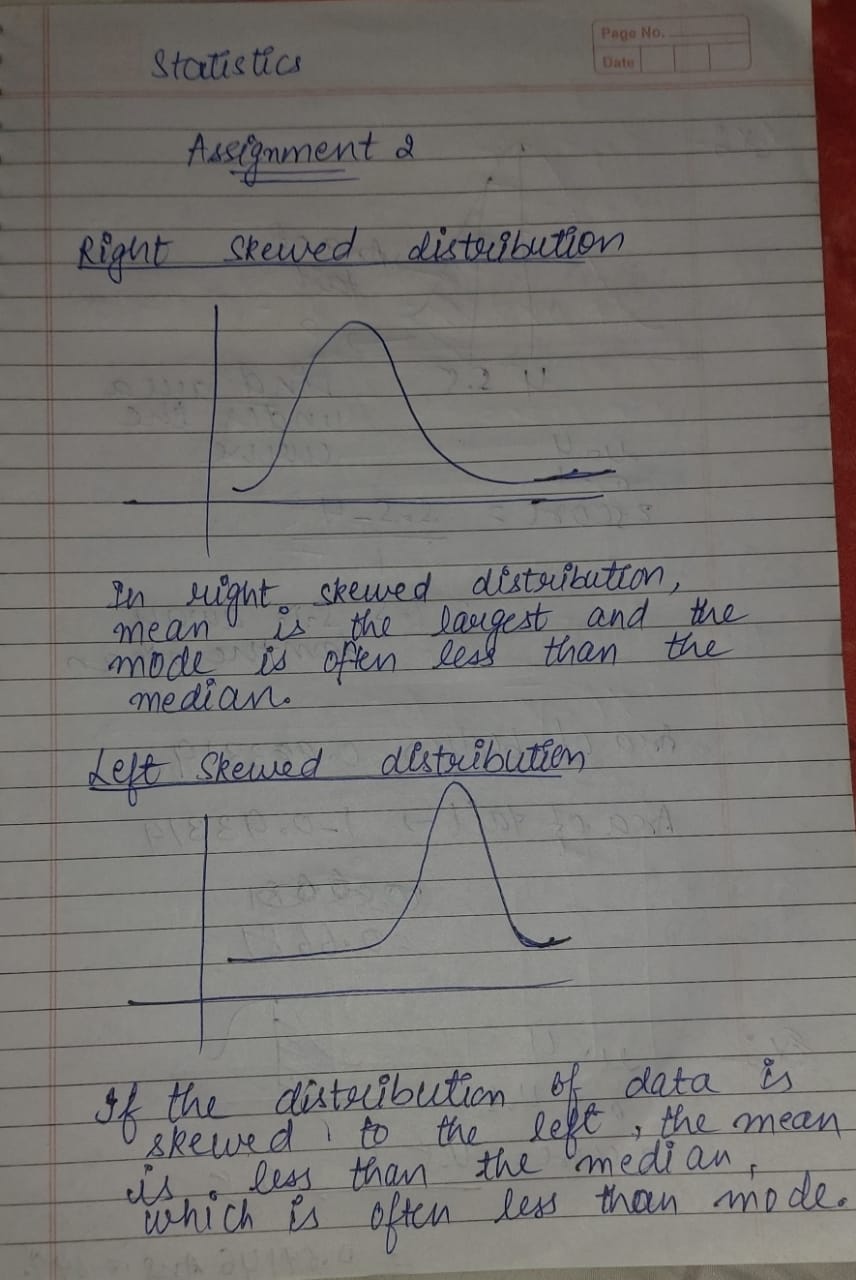 Page No.
Date
Statistics
Assignment 2
Right skewed distribution
In right skewed distribution,
mean is the largest and the
mode is often less than the
median.
Left skewed distribution
If the distribution of data is
skewed to the left, the mean
is less than the median,
which is often less than mode.